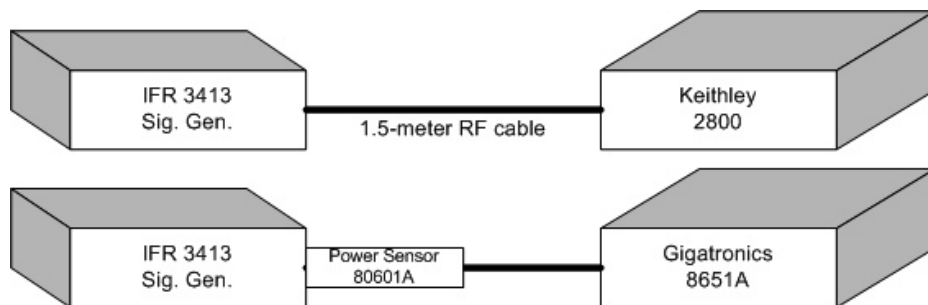 IFR 3413
Sig. Gen.
1.5-meter RF cable
Keithley
2800
IFR 3413
Sig. Gen.
Power Sensor
80601A
Gigatronics
8651A